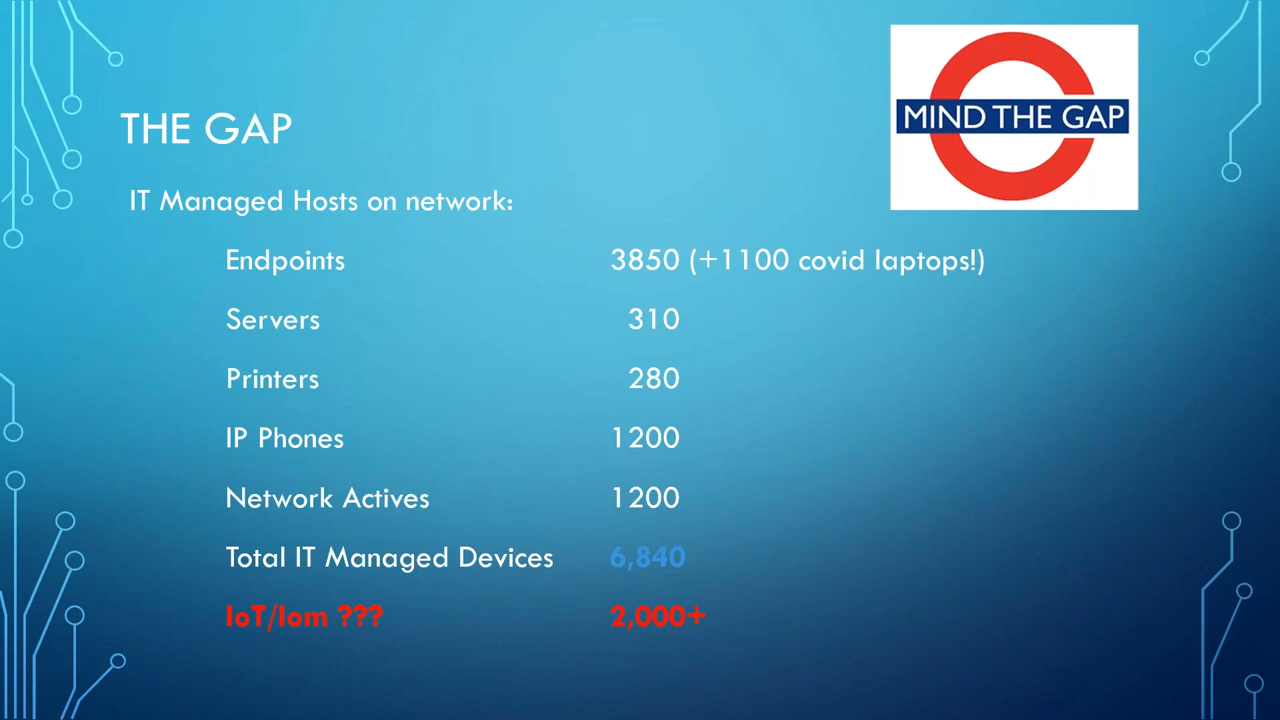 MIND THE GAP
THE GAP
IT Managed Hosts on network:
Endpoints 3850 (+1100 covid laptops!)
Servers 310
Printers 280
IP Phones 1200
Network Actives 1200
Total IT Managed Devices 6,840
IoT/Iom ??? 2,000+